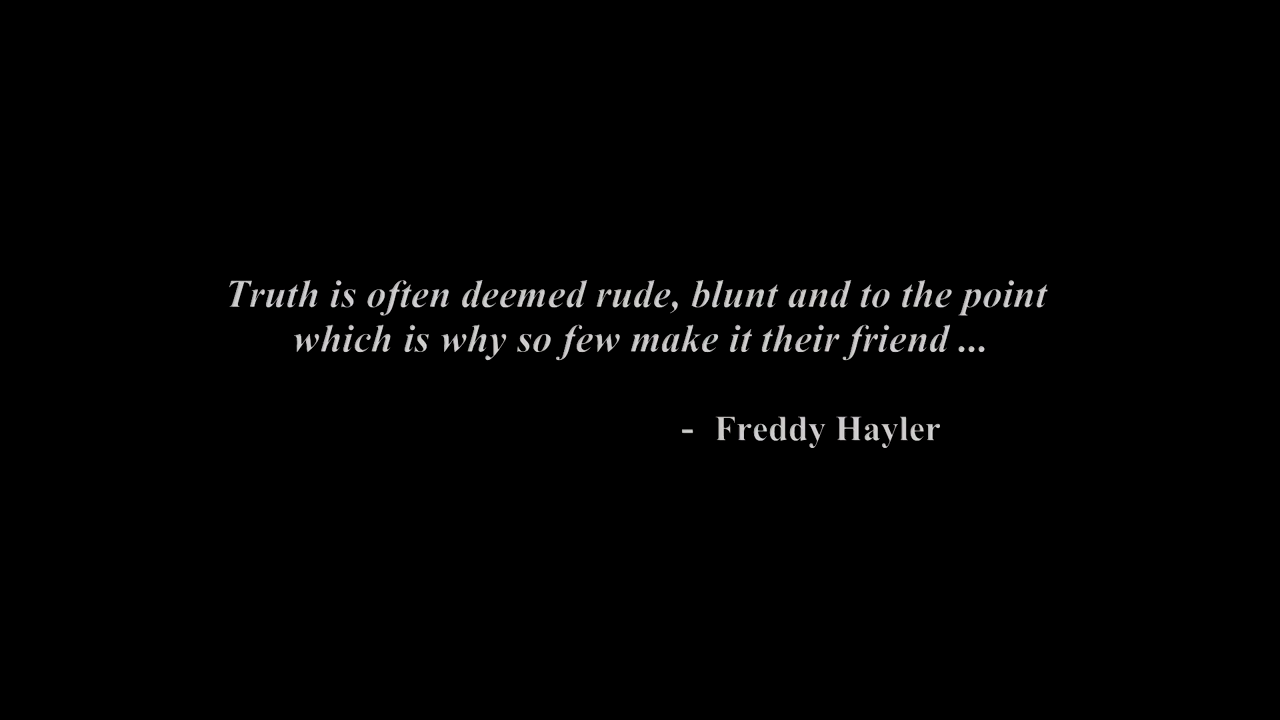 Truth is often deemed rude, blunt and to the point
which is why so few make it their friend ...
- Freddy Hayler